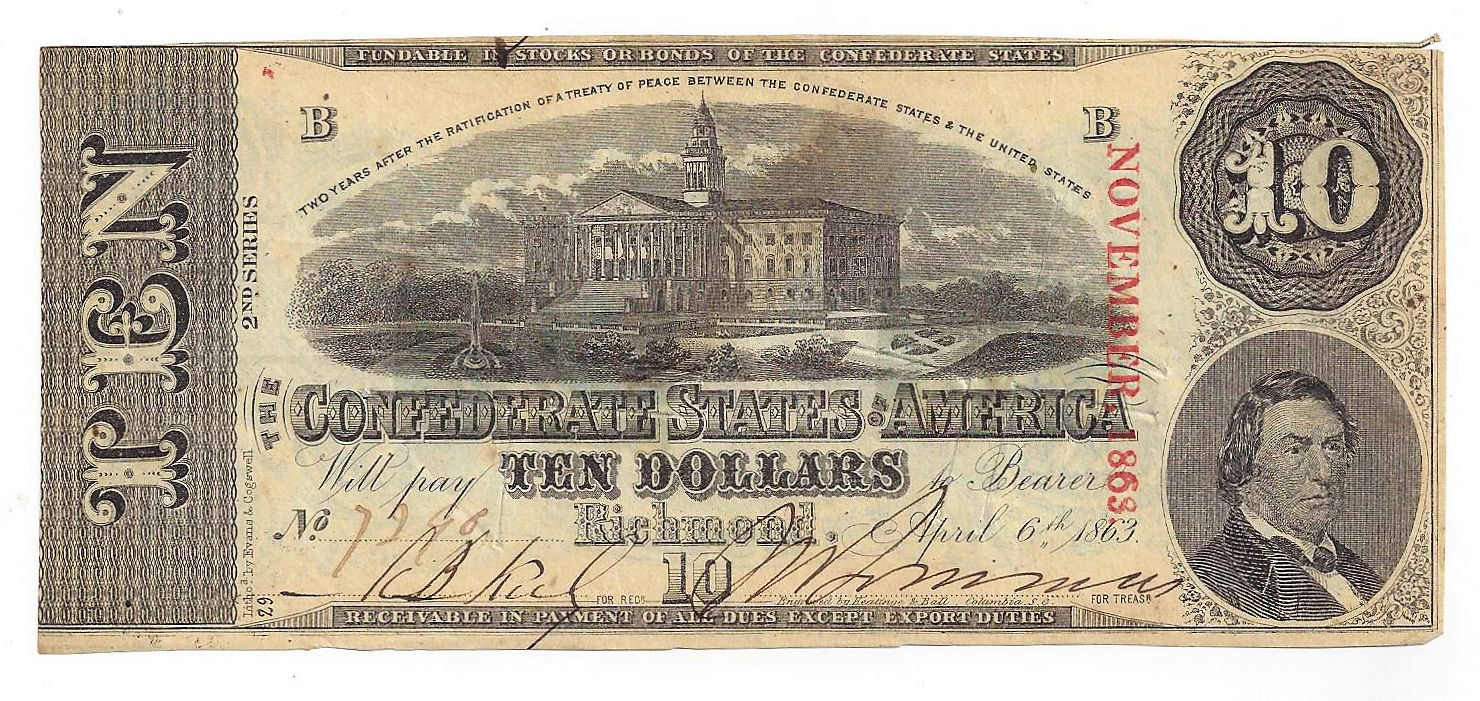 FUNDABLE IN STOCKS OR BONDS OF THE CONFEDERATE STATES
TWO YEARS AFTER THE RATIFICATION OF A TREATY OF PEACE BETWEEN THE CONFEDERATE STATES & THE UNITED STATES
B
B
10
TEN
2ND SERIES
NOVEMBER, 1863.
THE CONFEDERATE STATES OF AMERICA
Will pay TEN DOLLARS to Bearer
No
Richmond, April 6th, 1863.
10
FOR REGR
Engraved by Keatinge & Ball Columbia S.C.
FOR TREASR
Lithog'd by Evans & Cogswell
29.
RECEIVABLE IN PAYMENT OF ALL DUES EXCEPT EXPORT DUTIES